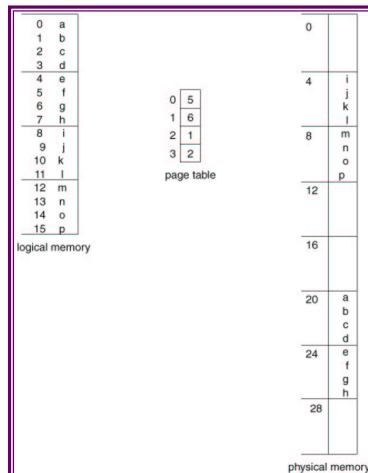 0 a
1 b
2 c
3 d
4 e
5 f
6 g
7 h
8 i
9 j
10 k
11 l
12 m
13 n
14 o
15 p
logical memory
0 5
1 6
2 1
3 2
page table
0
4 i
j
k
l
8 m
n
o
p
12
16
20 a
b
c
d
24 e
f
g
h
28
physical memory